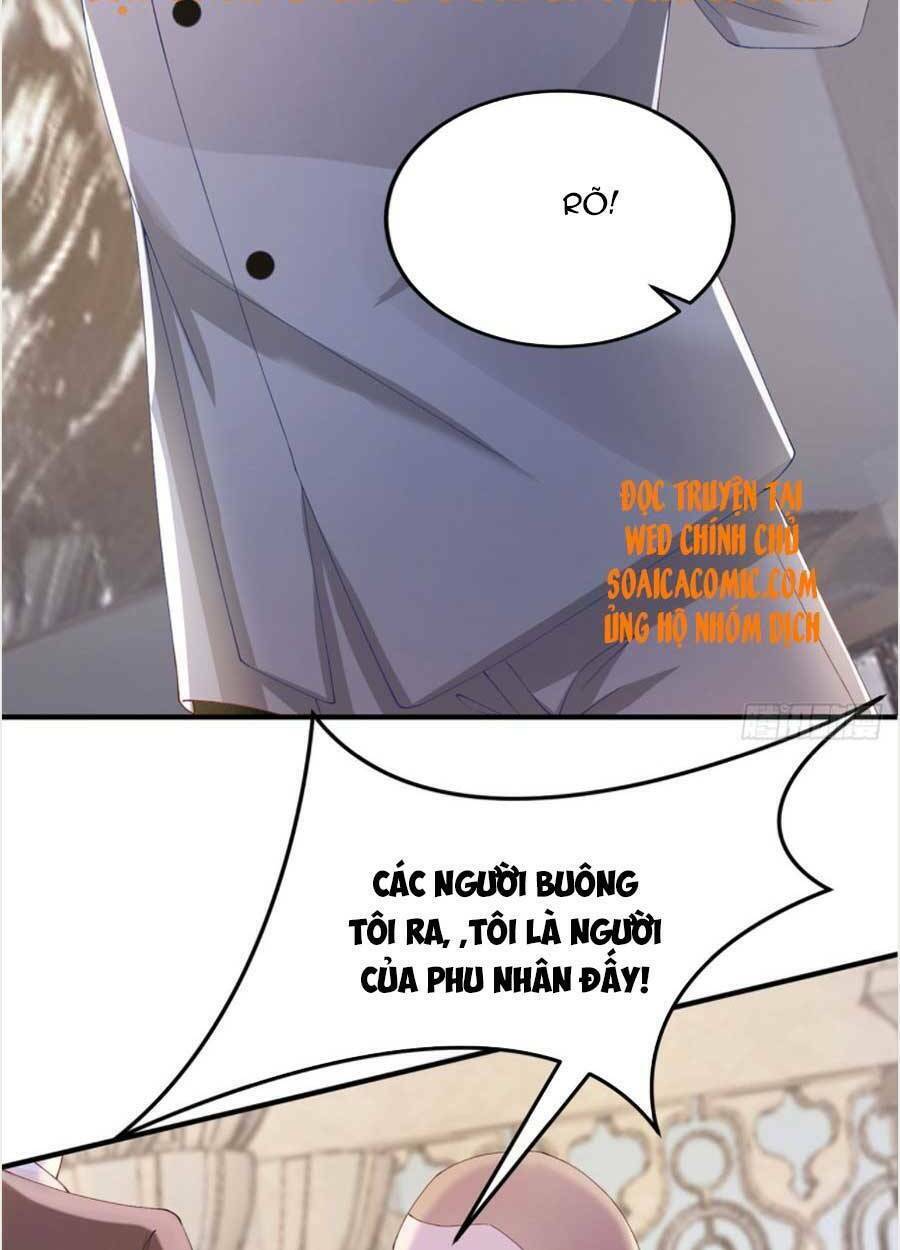 RÕ!
ĐỌC TRUYỆN TẠI
WED CHÍNH CHỦ
SOAICACOMIC.COM
ỦNG HỘ NHÓM DỊCH
CÁC NGƯỜI BUÔNG
TÔI RA, ,TÔI LÀ NGƯỜI
CỦA PHU NHÂN ĐẤY!